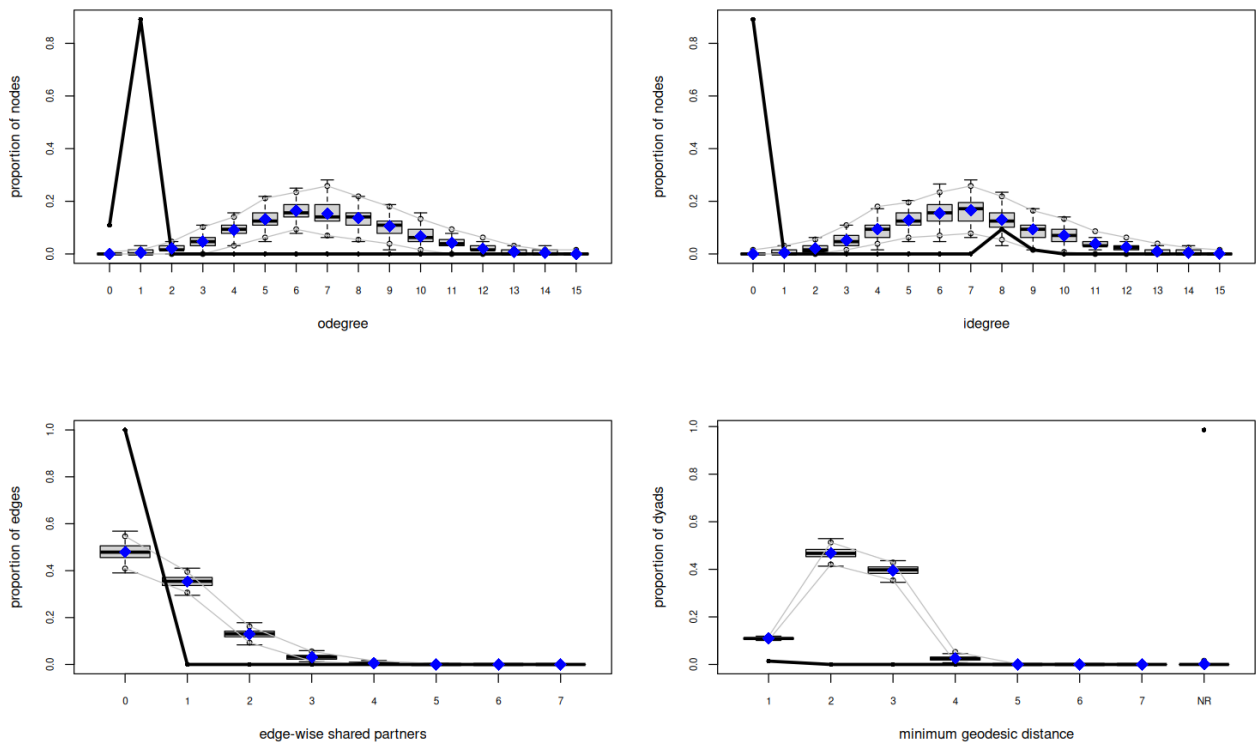 proportion of nodes
0.0 0.2 0.4 0.6 0.8
0 1 2 3 4 5 6 7 8 9 10 11 12 13 14 15
odegree
proportion of nodes
0.0 0.2 0.4 0.6 0.8
0 1 2 3 4 5 6 7 8 9 10 11 12 13 14 15
idegree
proportion of edges
0.0 0.2 0.4 0.6 0.8 1.0
0 1 2 3 4 5 6 7
edge-wise shared partners
proportion of dyads
0.0 0.2 0.4 0.6 0.8 1.0
1 2 3 4 5 6 7 NR
minimum geodesic distance